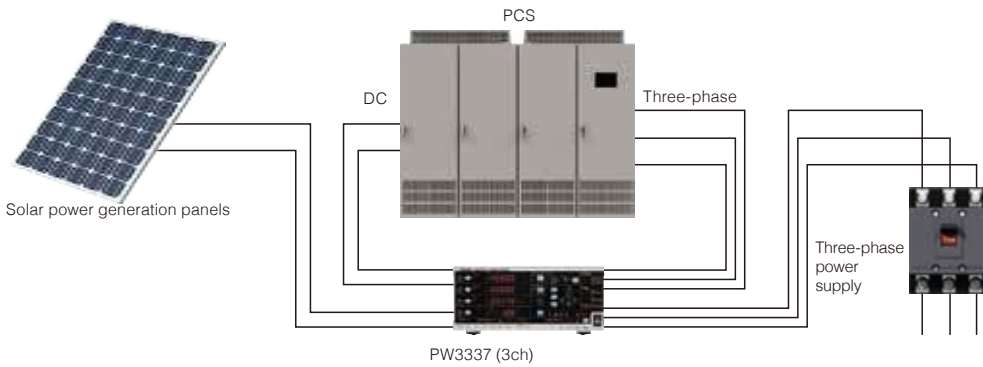 PCS
DC
Three-phase
Solar power generation panels
Three-phase
power
supply
PW3337 (3ch)